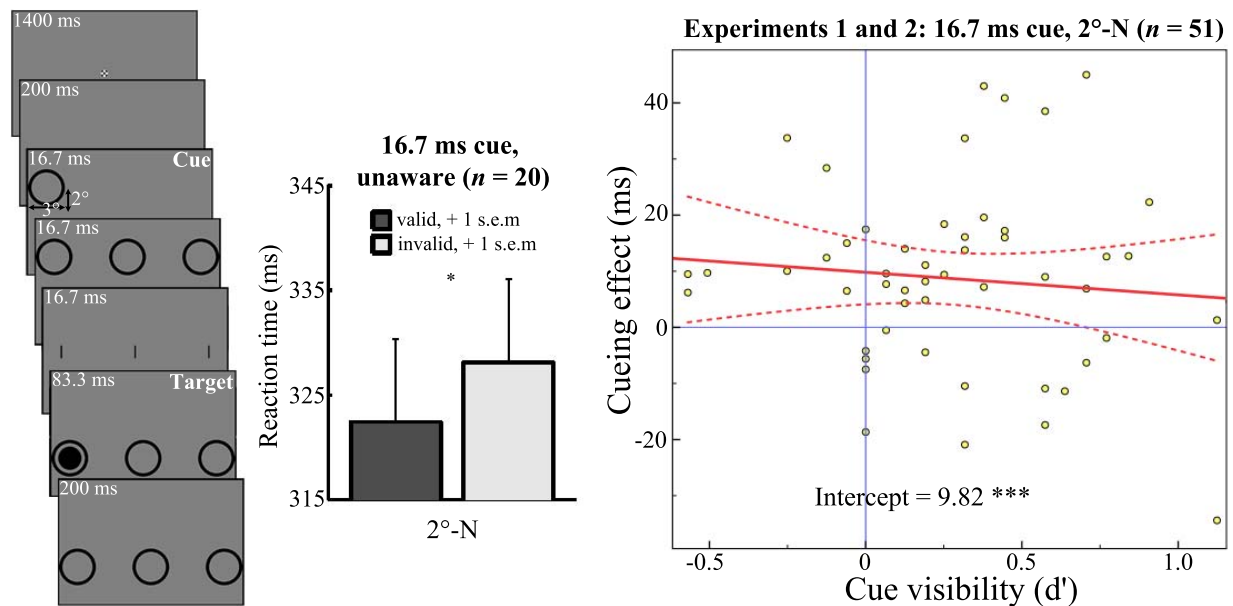 1400 ms
200 ms
16.7 ms
Cue
2°
3°
16.7 ms
16.7 ms
83.3 ms
Target
200 ms
16.7 ms cue,
unaware (n = 20)
valid, + 1 s.e.m
invalid, + 1 s.e.m
*
345
335
325
315
Reaction time (ms)
2°-N
Experiments 1 and 2: 16.7 ms cue, 2°-N (n = 51)
40
20
0
-20
Cueing effect (ms)
Intercept = 9.82 ***
-0.5
0
0.5
1.0
Cue visibility (d')